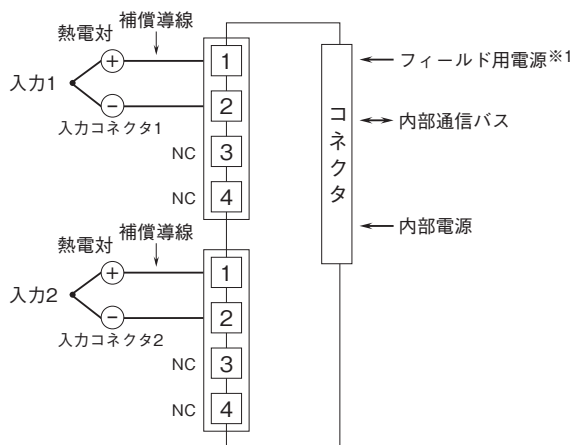 熱電対
補償導線
+
入力1
−
入力コネクタ1
1
2
NC 3
NC 4
熱電対
補償導線
+
入力2
−
入力コネクタ2
1
2
NC 3
NC 4
コネクタ
フィールド用電源※1
内部通信バス
内部電源